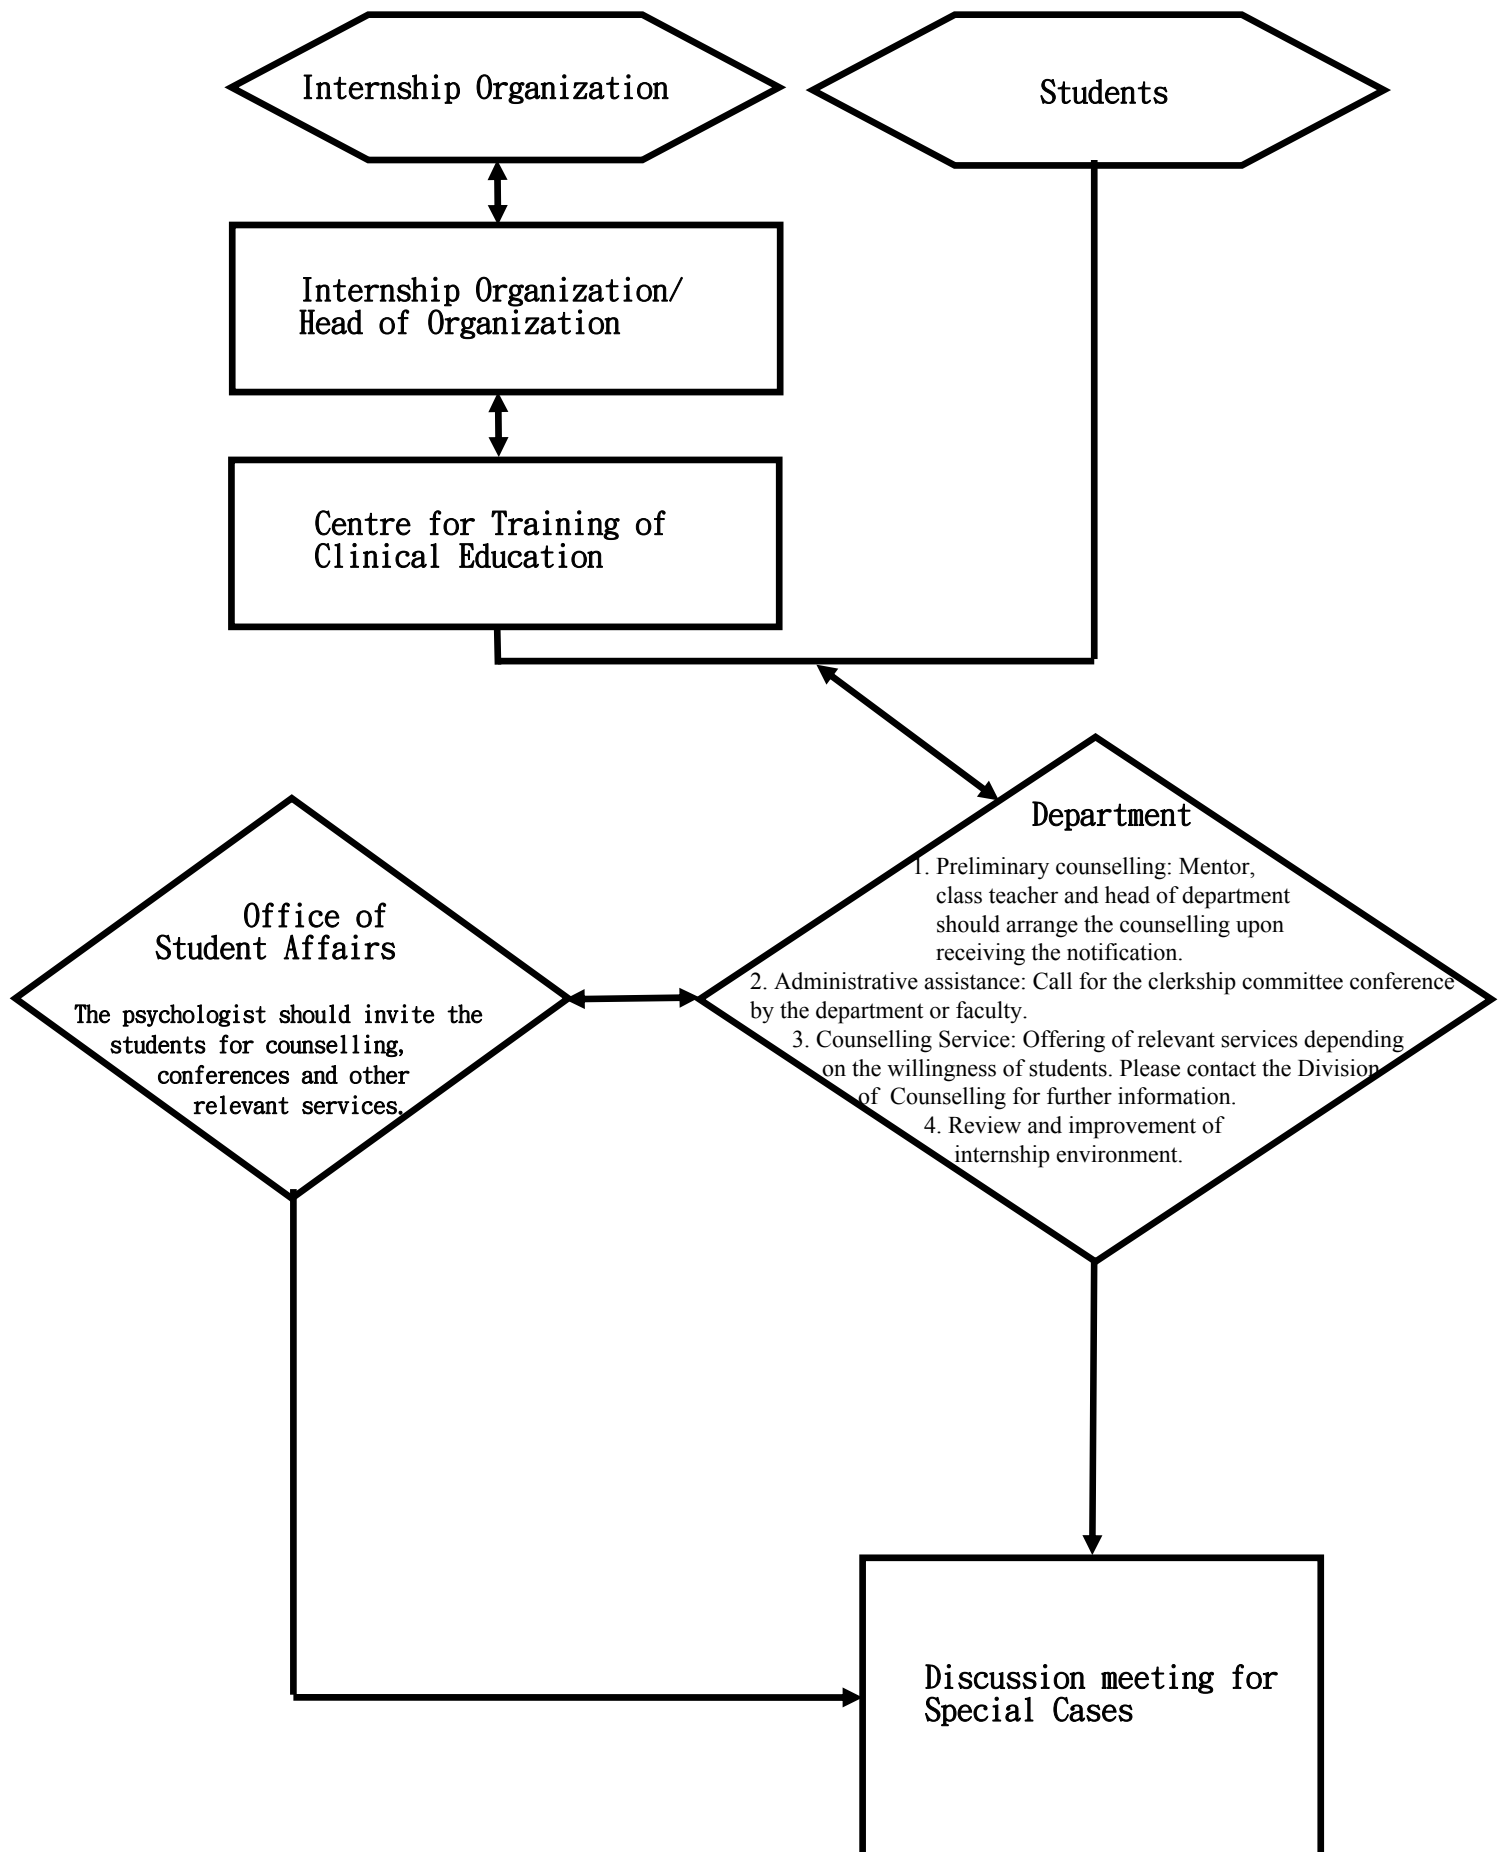 Internship Organization
Students
Internship Organization/
Head of Organization
Centre for Training of
Clinical Education
Department
1. Preliminary counselling: Mentor,
class teacher and head of department
should arrange the counselling upon
receiving the notification.
2. Administrative assistance: Call for the clerkship committee conference
by the department or faculty.
3. Counselling Service: Offering of relevant services depending
on the willingness of students. Please contact the Division
of Counselling for further information.
4. Review and improvement of
internship environment.
Office of
Student Affairs
The psychologist should invite the
students for counselling,
conferences and other
relevant services.
Discussion meeting for
Special Cases